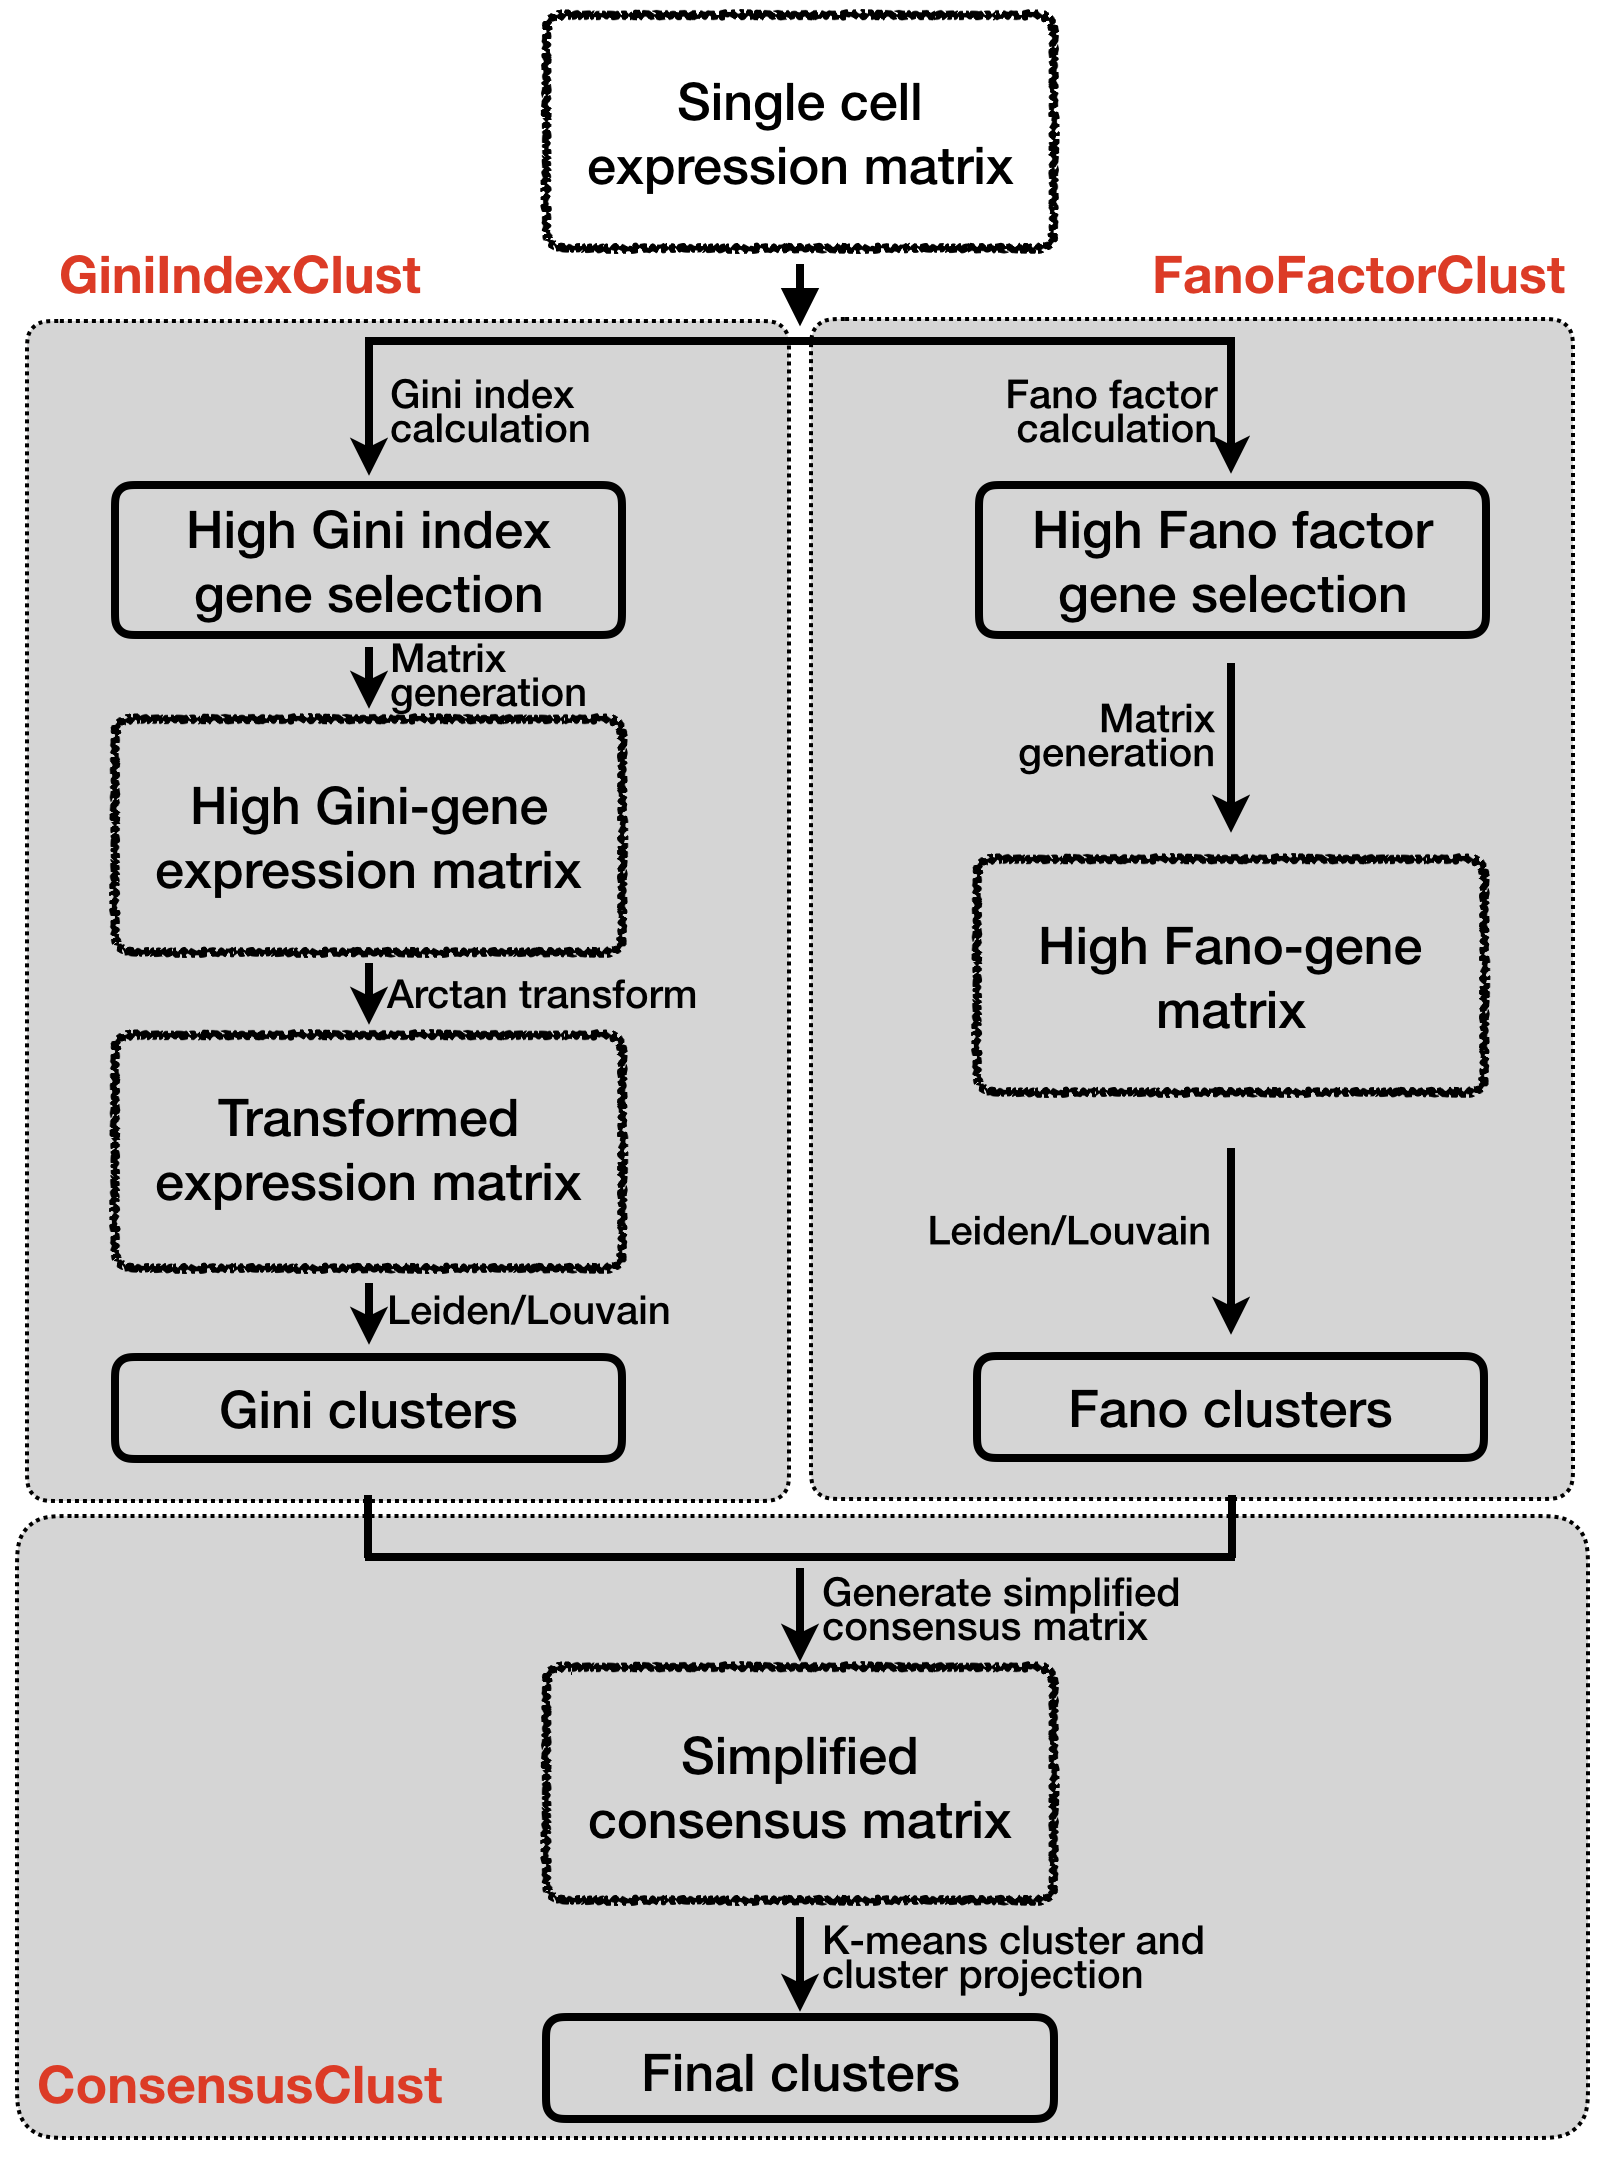 Single cell
expression matrix
GiniIndexClust
FanoFactorClust
Gini index
calculation
High Gini index
gene selection
Matrix
generation
High Gini-gene
expression matrix
Arctan transform
Transformed
expression matrix
Leiden/Louvain
Gini clusters
Fano factor
calculation
High Fano factor
gene selection
Matrix
generation
High Fano-gene
matrix
Leiden/Louvain
Fano clusters
Generate simplified
consensus matrix
Simplified
consensus matrix
K-means cluster and
cluster projection
Final clusters
ConsensusClust